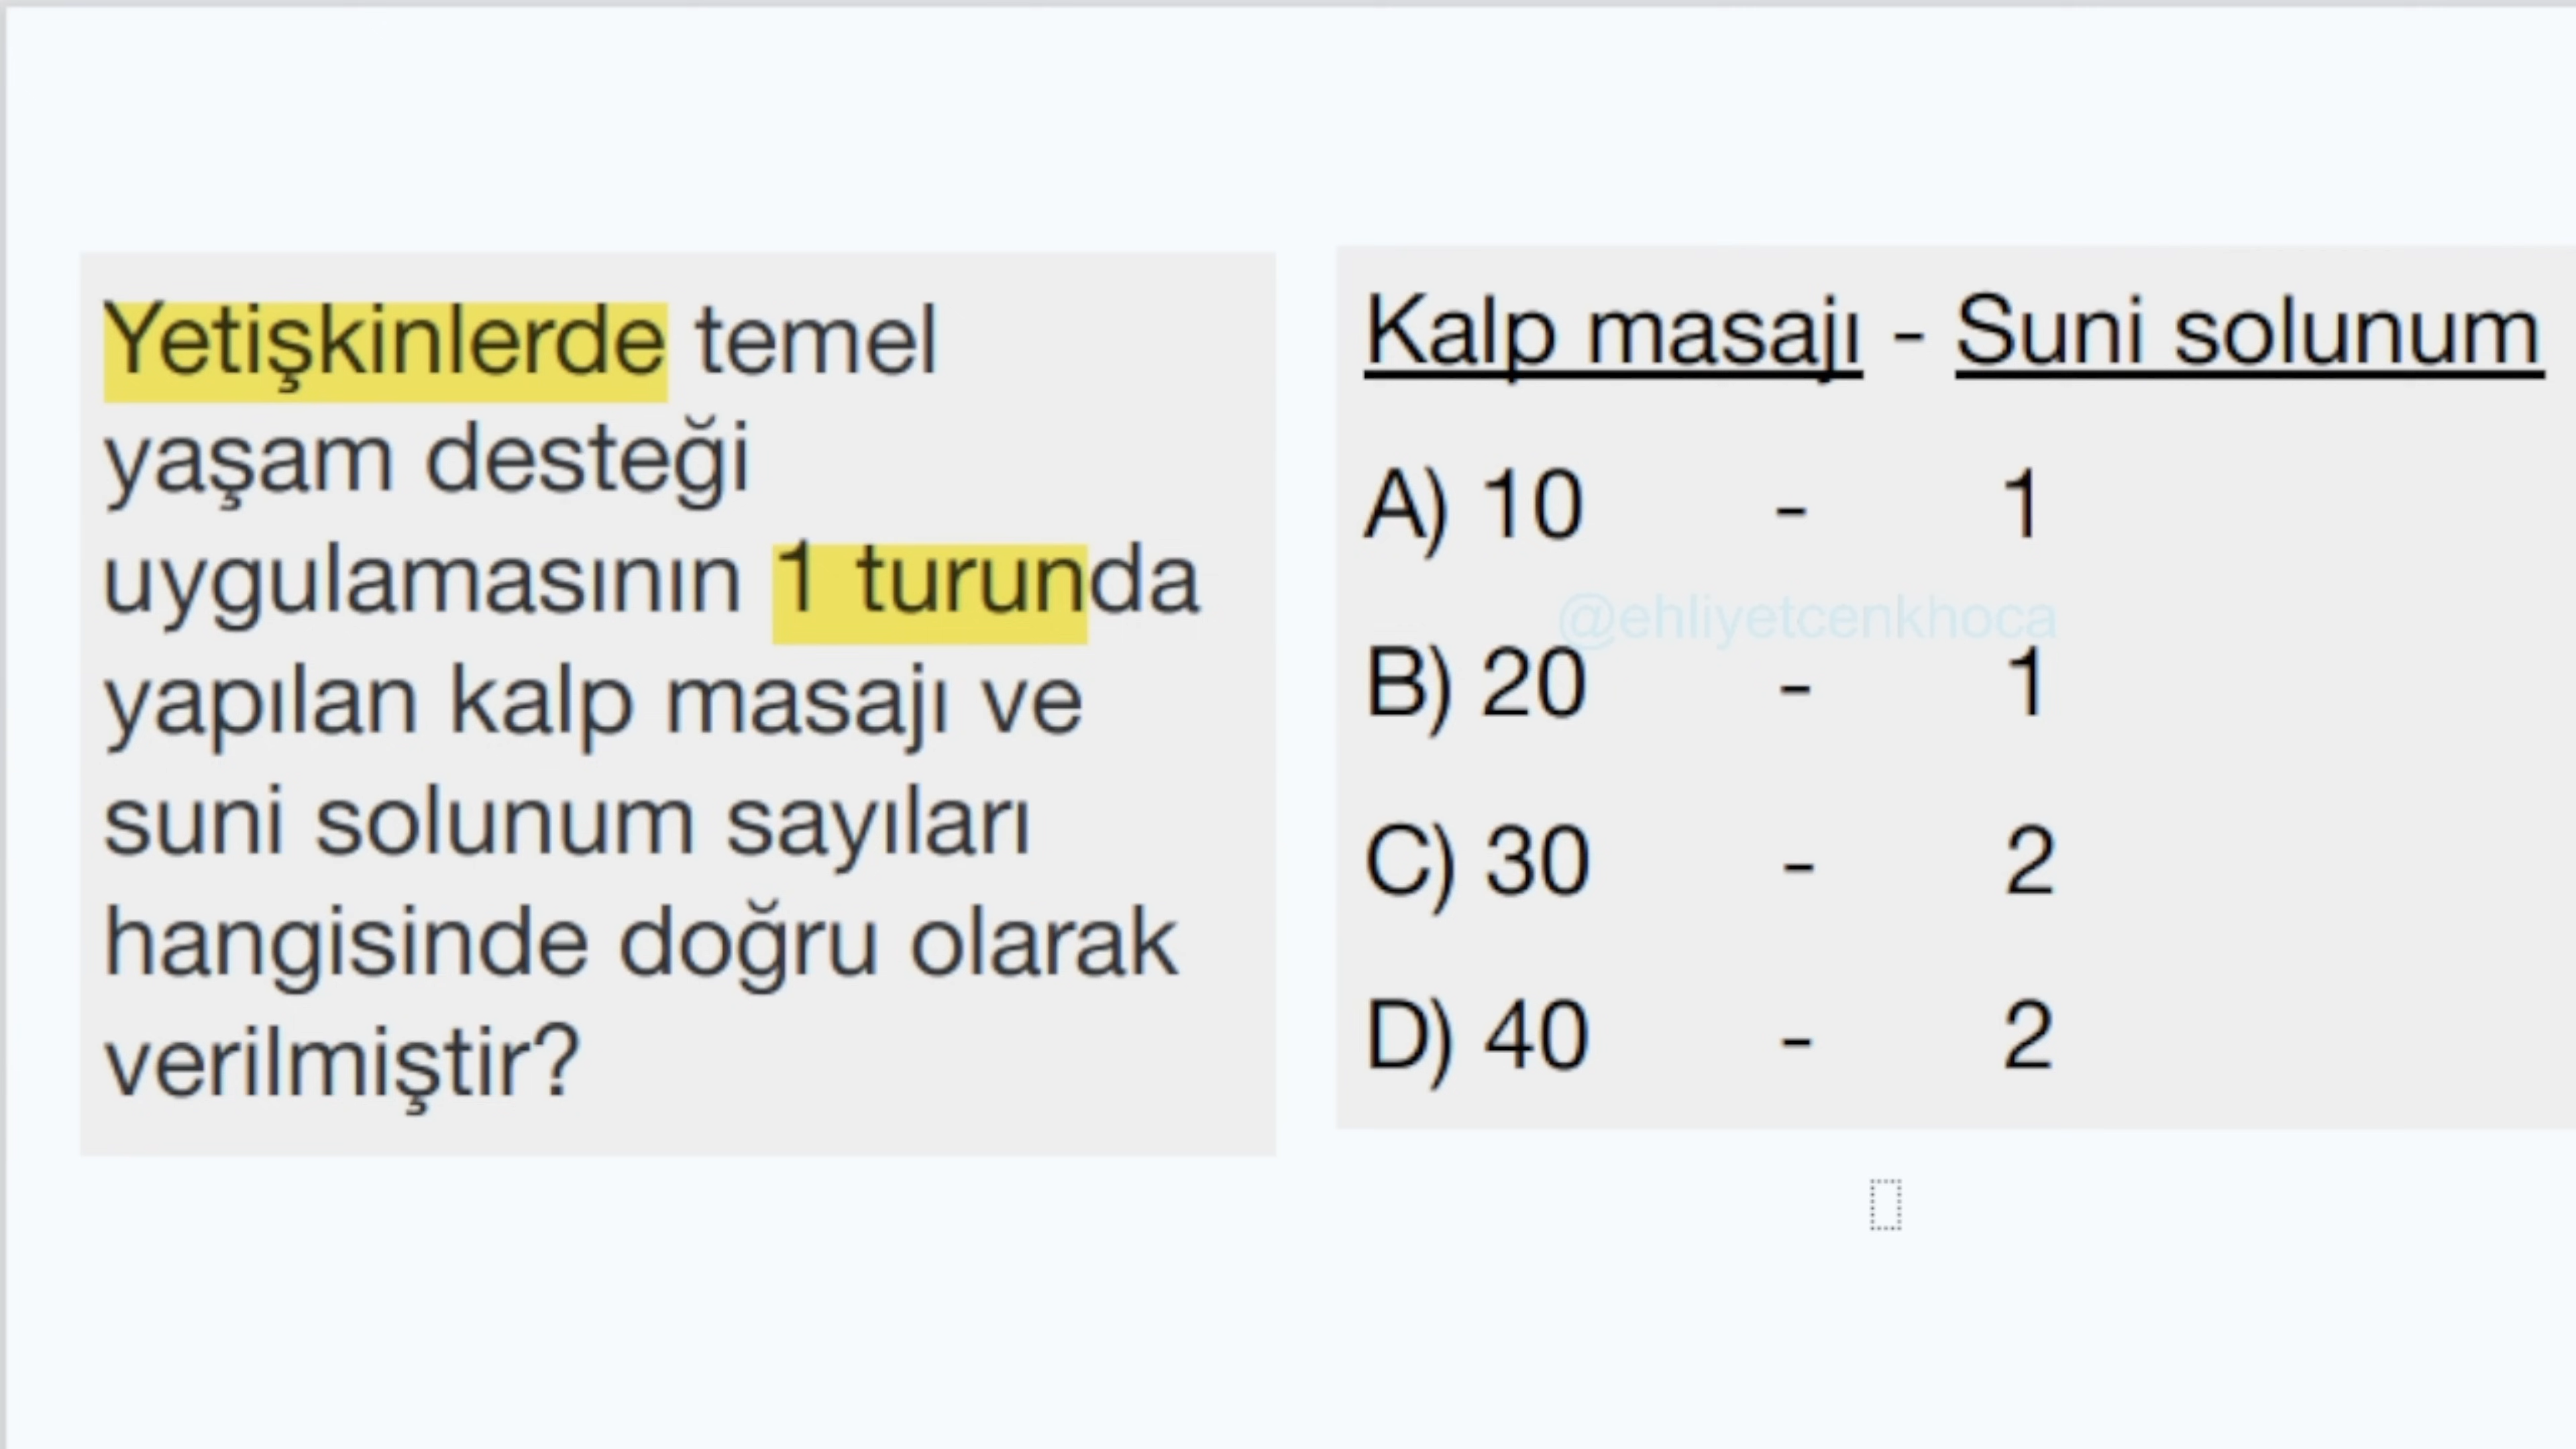 Yetişkinlerde temel
yaşam desteği
uygulamasının 1 turunda
yapılan kalp masajı ve
suni solunum sayıları
hangisinde doğru olarak
verilmiştir?
Kalp masajı - Suni solunum
A) 10 - 1
@ehliyetcenkhoca
B) 20 - 1
C) 30 - 2
D) 40 - 2